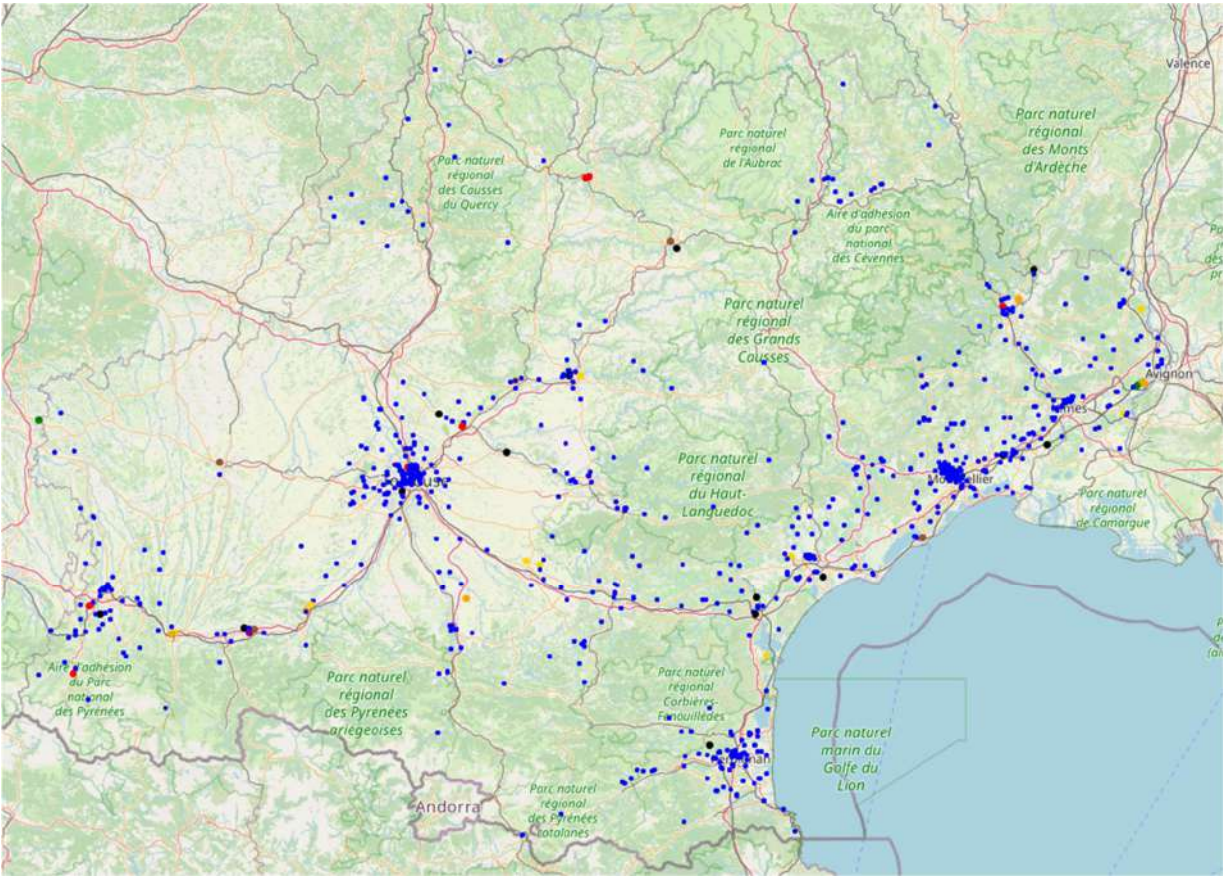 Valence
Parc naturel
régional
des Monts
d'Ardèche
Parc naturel
régional
de l'Aubrac
Parc naturel
régional
des Causses
du Quercy
Aire d'adhésion
du parc
national
des Cévennes
Parc naturel
régional
des Grands
Causses
Avignon
Nîmes
Toulouse
Parc naturel
régional
du Haut-
Languedoc
Montpellier
Parc naturel
régional
de Camargue
Aire d'adhésion
du Parc
national
des Pyrénées
Parc naturel
régional
des Pyrénées
ariégeoises
Parc naturel
régional
Corbières-
Fenouillèdes
Parc naturel
marin du
Golfe du
Lion
Perpignan
Andorra
Parc naturel
régional
des Pyrénées
catalanes